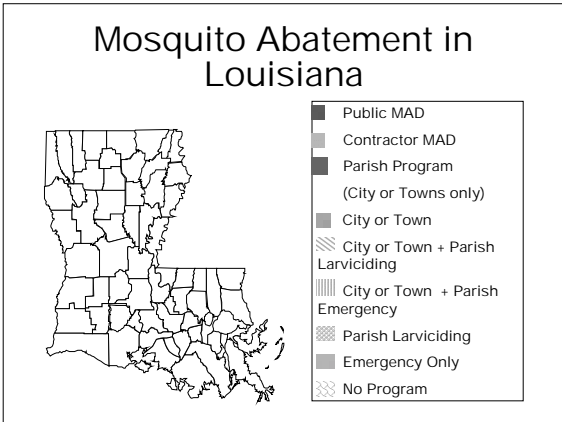 Mosquito Abatement in
Louisiana
Public MAD
Contractor MAD
Parish Program
(City or Towns only)
City or Town
City or Town + Parish
Larviciding
City or Town + Parish
Emergency
Parish Larviciding
Emergency Only
No Program